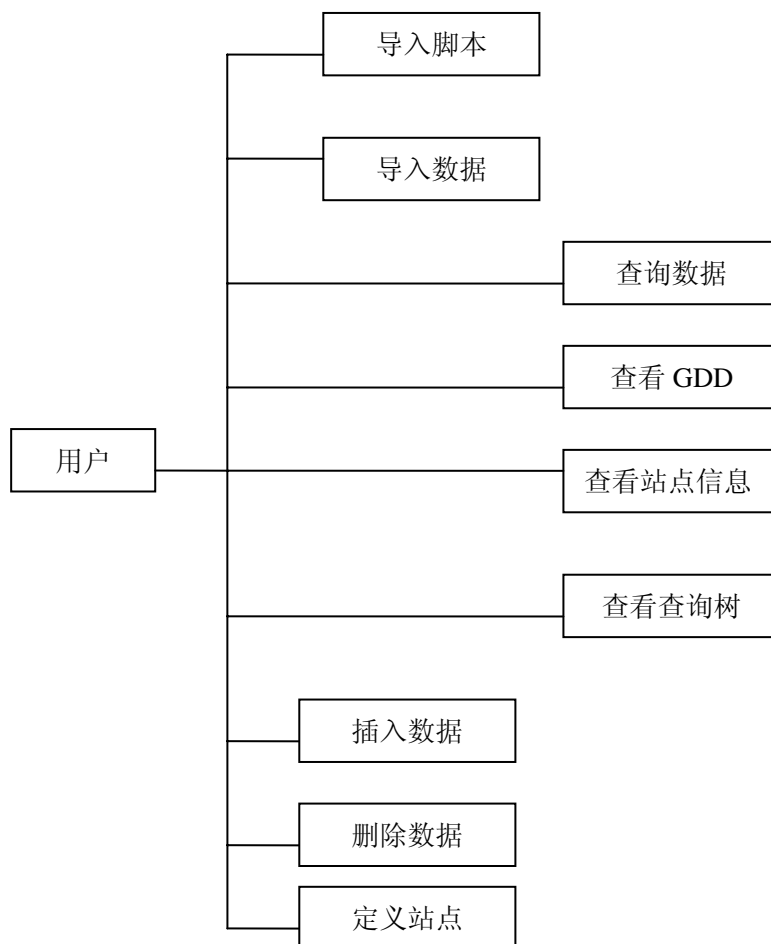 导入脚本
导入数据
查询数据
查看 GDD
用户
查看站点信息
查看查询树
插入数据
删除数据
定义站点